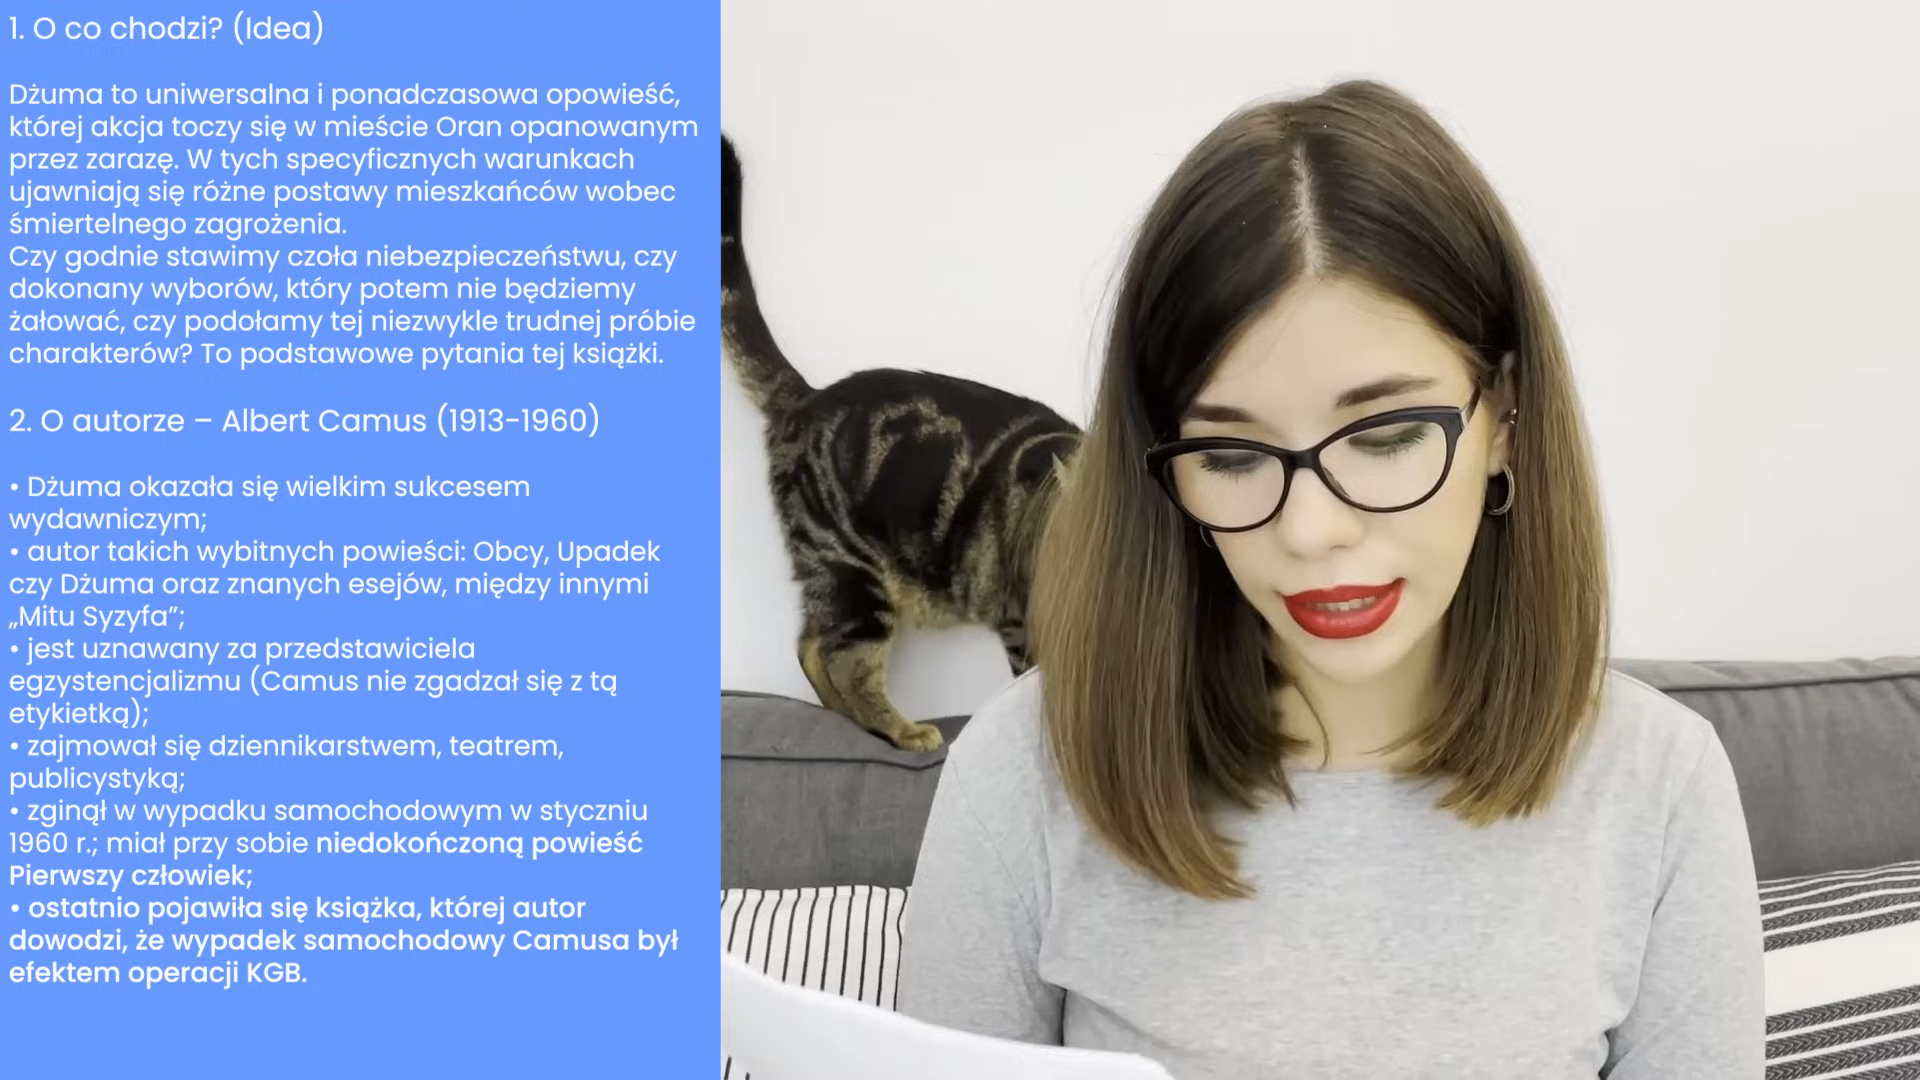 1. O co chodzi? (Idea)
Dżuma to uniwersalna i ponadczasowa opowieść,
której akcja toczy się w mieście Oran opanowanym
przez zarazę. W tych specyficznych warunkach
ujawniają się różne postawy mieszkańców wobec
śmiertelnego zagrożenia.
Czy godnie stawimy czoła niebezpieczeństwu, czy
dokonany wyborów, który potem nie będziemy
żałować, czy podołamy tej niezwykle trudnej próbie
charakterów? To podstawowe pytania tej książki.
2. O autorze – Albert Camus (1913-1960)
• Dżuma okazała się wielkim sukcesem
wydawniczym;
• autor takich wybitnych powieści: Obcy, Upadek
czy Dżuma oraz znanych esejów, między innymi
„Mitu Syzyfa”;
• jest uznawany za przedstawiciela
egzystencjalizmu (Camus nie zgadzał się z tą
etykietką);
• zajmował się dziennikarstwem, teatrem,
publicystyką;
• zginął w wypadku samochodowym w styczniu
1960 r.; miał przy sobie niedokończoną powieść
Pierwszy człowiek;
• ostatnio pojawiła się książka, której autor
dowodzi, że wypadek samochodowy Camusa był
efektem operacji KGB.